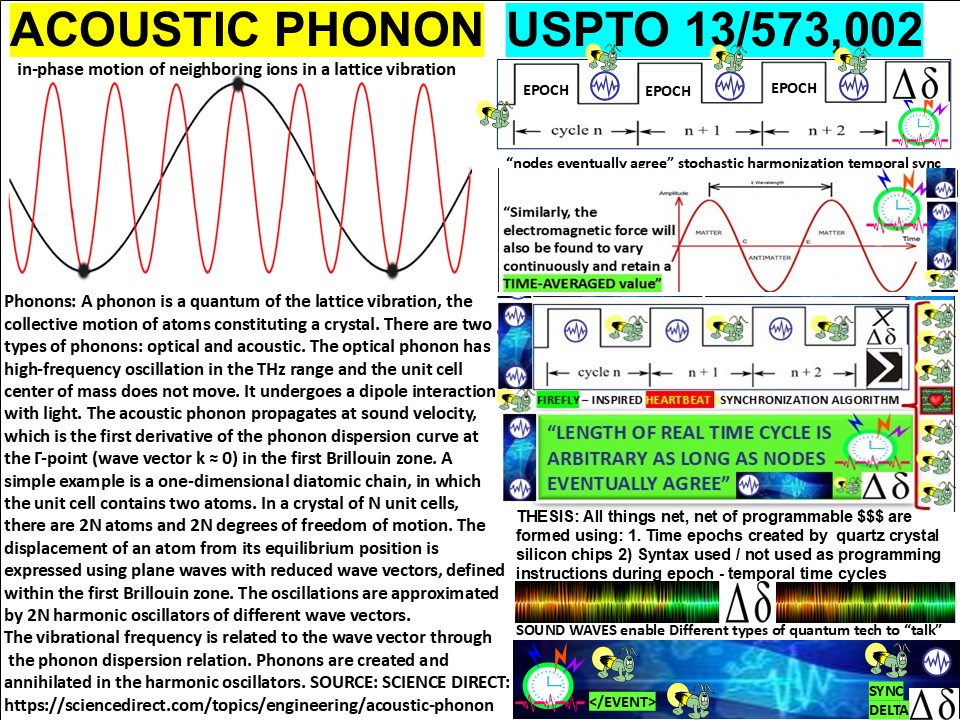 ACOUSTIC PHONON
in-phase motion of neighboring ions in a lattice vibration
Phonons: A phonon is a quantum of the lattice vibration, the
collective motion of atoms constituting a crystal. There are two
types of phonons: optical and acoustic. The optical phonon has
high-frequency oscillation in the THz range and the unit cell
center of mass does not move. It undergoes a dipole interaction
with light. The acoustic phonon propagates at sound velocity,
which is the first derivative of the phonon dispersion curve at
the Γ-point (wave vector k ≈ 0) in the first Brillouin zone. A
simple example is a one-dimensional diatomic chain, in which
the unit cell contains two atoms. In a crystal of N unit cells,
there are 2N atoms and 2N degrees of freedom of motion. The
displacement of an atom from its equilibrium position is
expressed using plane waves with reduced wave vectors, defined
within the first Brillouin zone. The oscillations are approximated
by 2N harmonic oscillators of different wave vectors.
The vibrational frequency is related to the wave vector through
the phonon dispersion relation. Phonons are created and
annihilated in the harmonic oscillators. SOURCE: SCIENCE DIRECT:
https://sciencedirect.com/topics/engineering/acoustic-phonon
USPTO 13/573,002
EPOCH EPOCH EPOCH Δδ
cycle n n + 1 n + 2
“nodes eventually agree” stochastic harmonization temporal sync
Wavelength
Amplitude
“Similarly, the
electromagnetic force will
also be found to vary
continuously and retain a
TIME-AVERAGED value”
MATTER MATTER
C E Time
ANTIMATTER
X
Δδ
cycle n n + 1 n + 2 Σ
FIREFLY – INSPIRED HEARTBEAT SYNCHRONIZATION ALGORITHM
“LENGTH OF REAL TIME CYCLE IS
ARBITRARY AS LONG AS NODES
EVENTUALLY AGREE”
Δδ
THESIS: All things net, net of programmable $$$ are
formed using: 1. Time epochs created by quartz crystal
silicon chips 2) Syntax used / not used as programming
instructions during epoch - temporal time cycles
Δδ
SOUND WAVES enable Different types of quantum tech to “talk”
</EVENT>
SYNC
DELTA Δδ